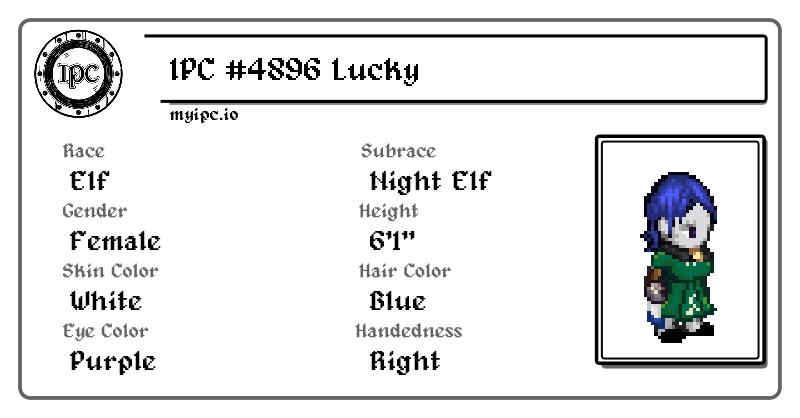 IPC
IPC #4896 Lucky
myipc.io
Race
Elf
Subrace
Night Elf
Gender
Female
Height
6'1"
Skin Color
White
Hair Color
Blue
Eye Color
Purple
Handedness
Right